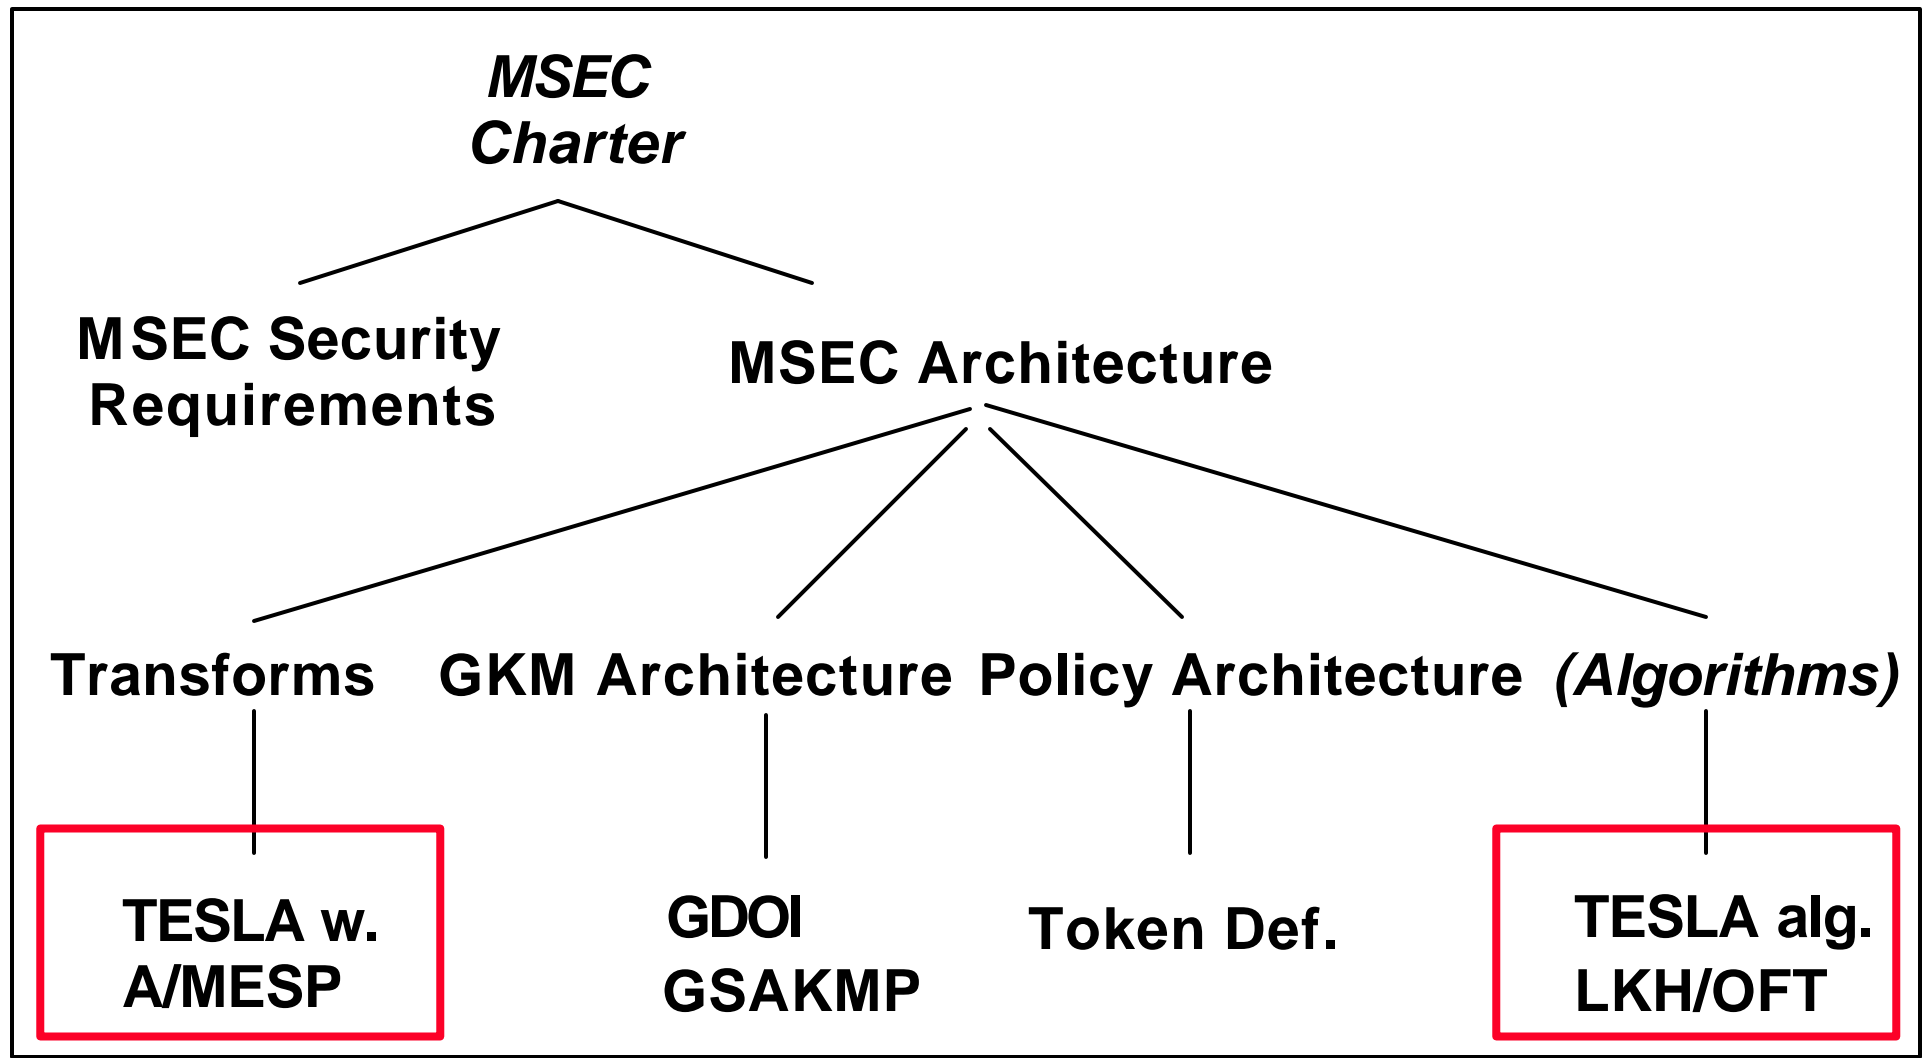 MSEC
Charter
MSEC Security
Requirements
MSEC Architecture
Transforms
GKM Architecture
Policy Architecture
(Algorithms)
TESLA w.
A/MESP
GDOI
GSAKMP
Token Def.
TESLA alg.
LKH/OFT